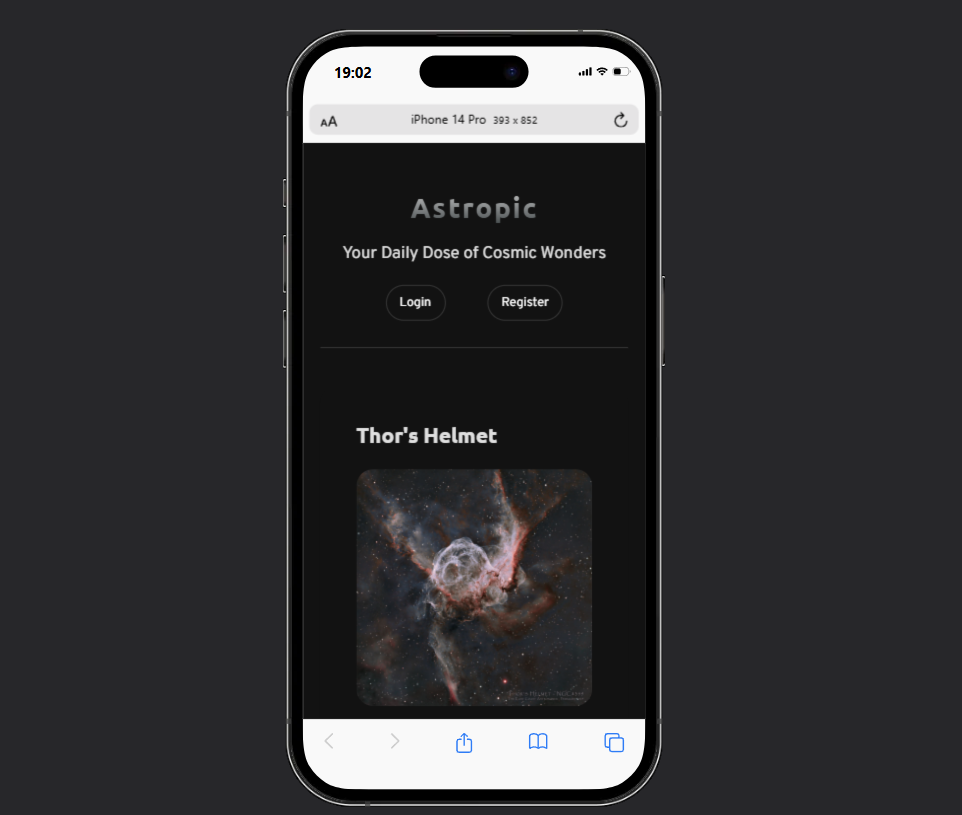 19:02
AA iPhone 14 Pro 393 x 852
Astropic
Your Daily Dose of Cosmic Wonders
Login Register
Thor's Helmet